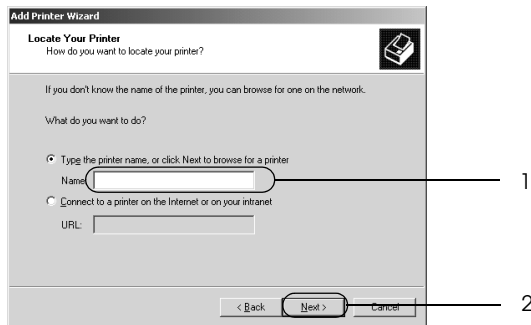 Add Printer Wizard
Locate Your Printer
How do you want to locate your printer?
If you don't know the name of the printer, you can browse for one on the network.
What do you want to do?
Type the printer name, or click Next to browse for a printer
Name:
1
Connect to a printer on the Internet or on your intranet
URL:
< Back Next > Cancel
2